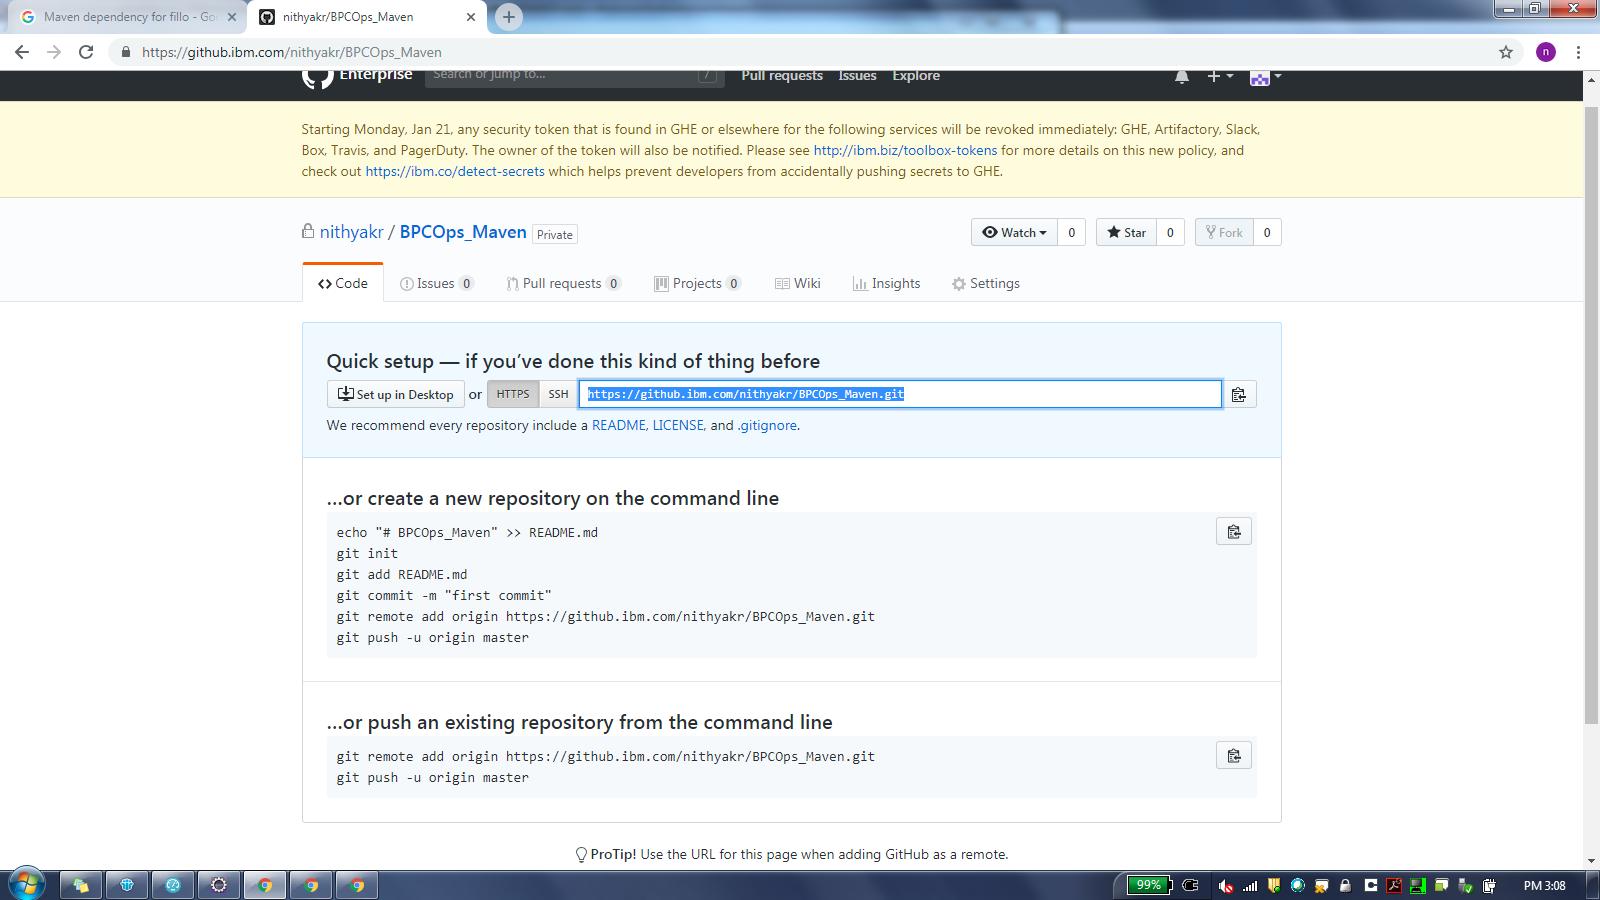 Maven dependency for fillo - Go
nithyakr/BPCOps_Maven
https://github.ibm.com/nithyakr/BPCOps_Maven
n
Enterprise
Search or jump to...
/
Pull requests
Issues
Explore
Starting Monday, Jan 21, any security token that is found in GHE or elsewhere for the following services will be revoked immediately: GHE, Artifactory, Slack,
Box, Travis, and PagerDuty. The owner of the token will also be notified. Please see http://ibm.biz/toolbox-tokens for more details on this new policy, and
check out https://ibm.co/detect-secrets which helps prevent developers from accidentally pushing secrets to GHE.
nithyakr / BPCOps_Maven Private
Watch 0
Star 0
Fork 0
Code
Issues 0
Pull requests 0
Projects 0
Wiki
Insights
Settings
Quick setup — if you’ve done this kind of thing before
Set up in Desktop or HTTPS SSH https://github.ibm.com/nithyakr/BPCOps_Maven.git
We recommend every repository include a README, LICENSE, and .gitignore.
…or create a new repository on the command line
echo "# BPCOps_Maven" >> README.md
git init
git add README.md
git commit -m "first commit"
git remote add origin https://github.ibm.com/nithyakr/BPCOps_Maven.git
git push -u origin master
…or push an existing repository from the command line
git remote add origin https://github.ibm.com/nithyakr/BPCOps_Maven.git
git push -u origin master
ProTip! Use the URL for this page when adding GitHub as a remote.
99%
PM 3:08